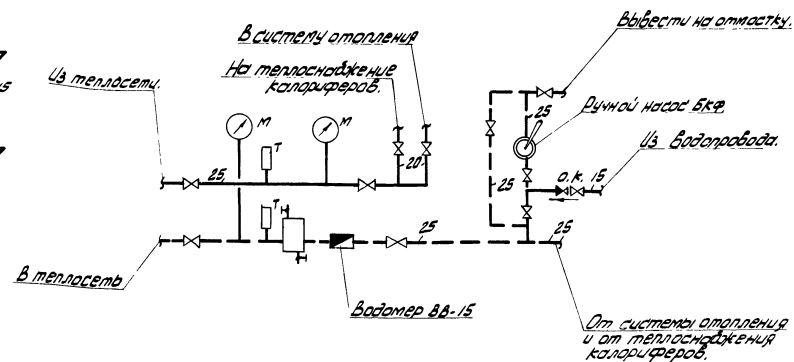 В систему отопления
Вывести на отмостку.
На теплоснабжение
калориферов.
Из теплосети.
15
25
Ручной насос БКФ
М
М
Из водопровода.
Т
20
о.к. 15
25
25
Т
25
25
В теплосеть
Водомер ВВ-15
От системы отопления
и от теплоснабжения
калориферов.